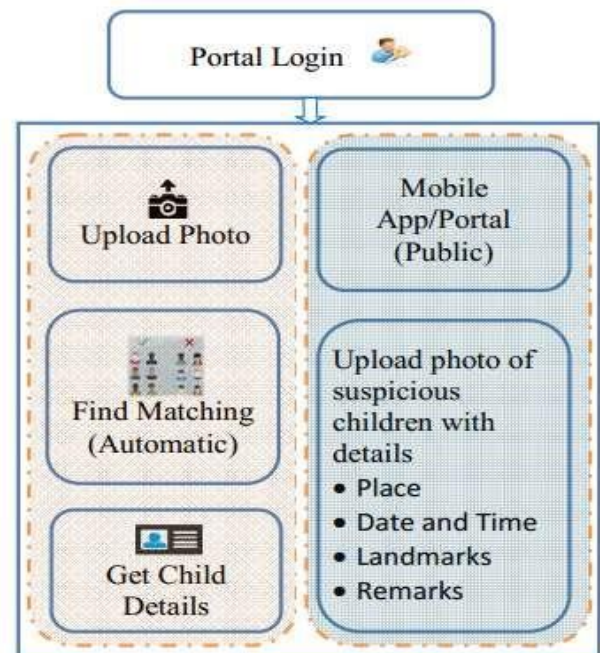 Portal Login
Upload Photo
Find Matching
(Automatic)
Get Child
Details
Mobile
App/Portal
(Public)
Upload photo of
suspicious
children with
details
• Place
• Date and Time
• Landmarks
• Remarks